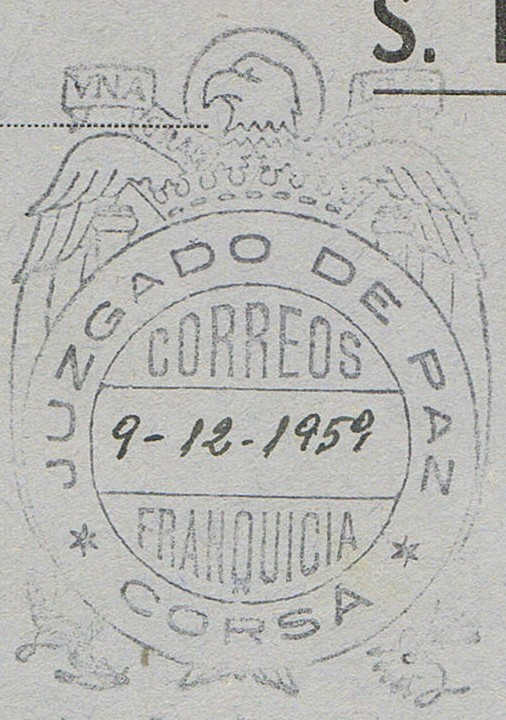 S.
VNA
JUZGADO DE PAZ
CORREOS
9-12-1959
FRANQUICIA
CORSA